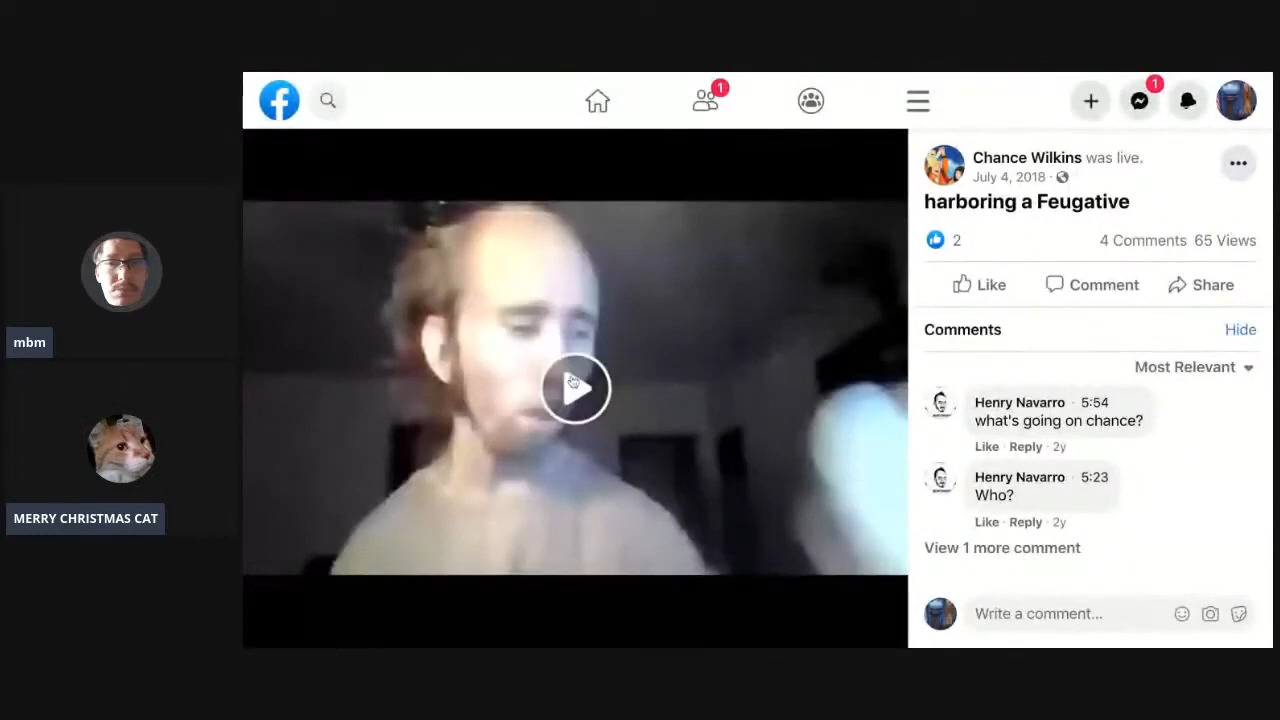 mbm
MERRY CHRISTMAS CAT
1
1
Chance Wilkins was live.
July 4, 2018 ·
harboring a Feugative
2
4 Comments 65 Views
Like
Comment
Share
Comments
Hide
Most Relevant
Henry Navarro · 5:54
what's going on chance?
Like · Reply · 2y
Henry Navarro · 5:23
Who?
Like · Reply · 2y
View 1 more comment
Write a comment...